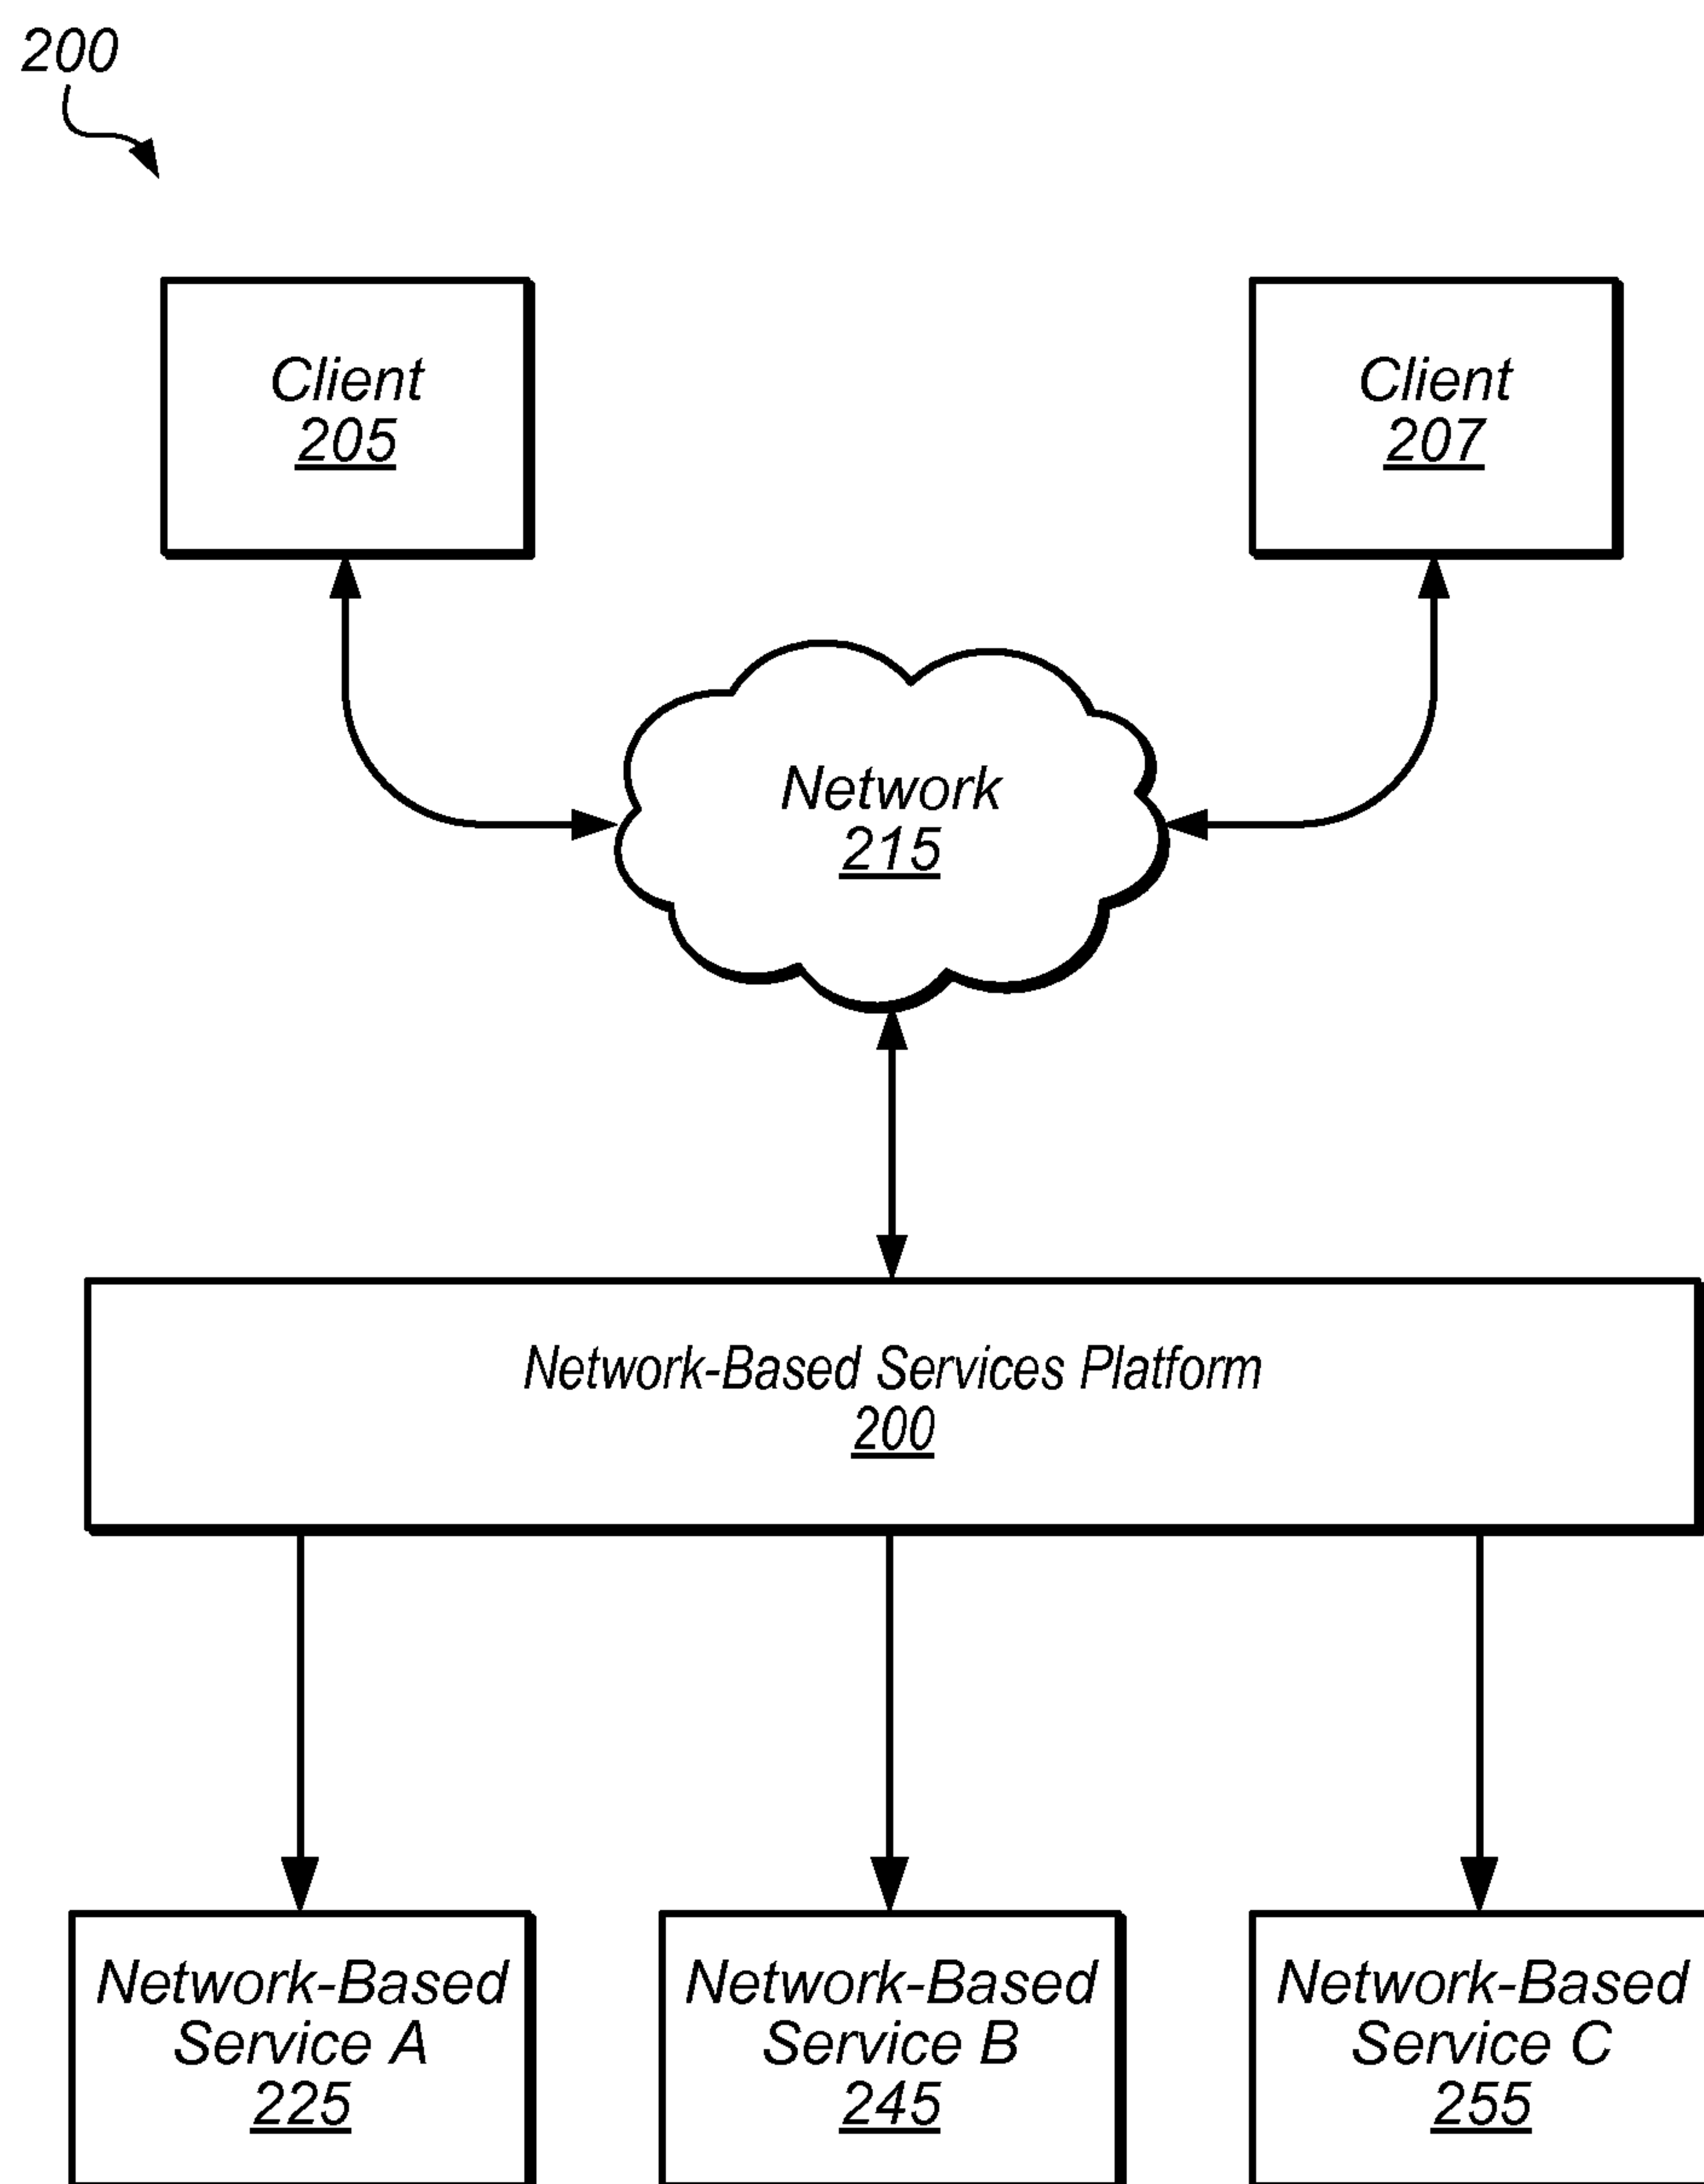 200
Client
205
Client
207
Network
215
Network-Based Services Platform
200
Network-Based
Service A
225
Network-Based
Service B
245
Network-Based
Service C
255